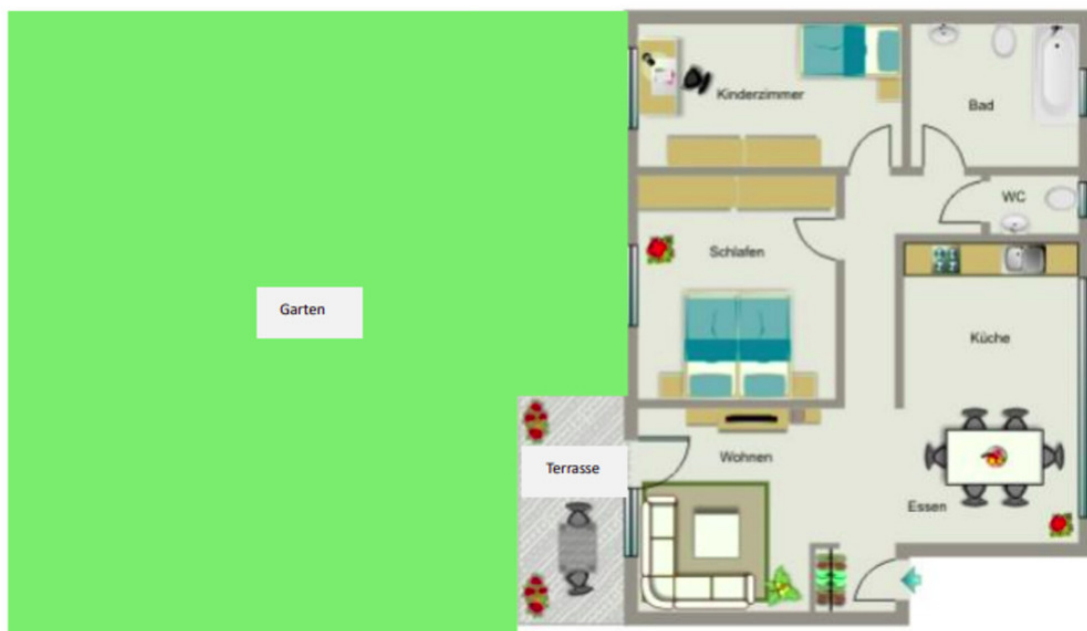 Kinderzimmer
Bad
WC
Schlafen
Garten
Küche
Wohnen
Terrasse
Essen